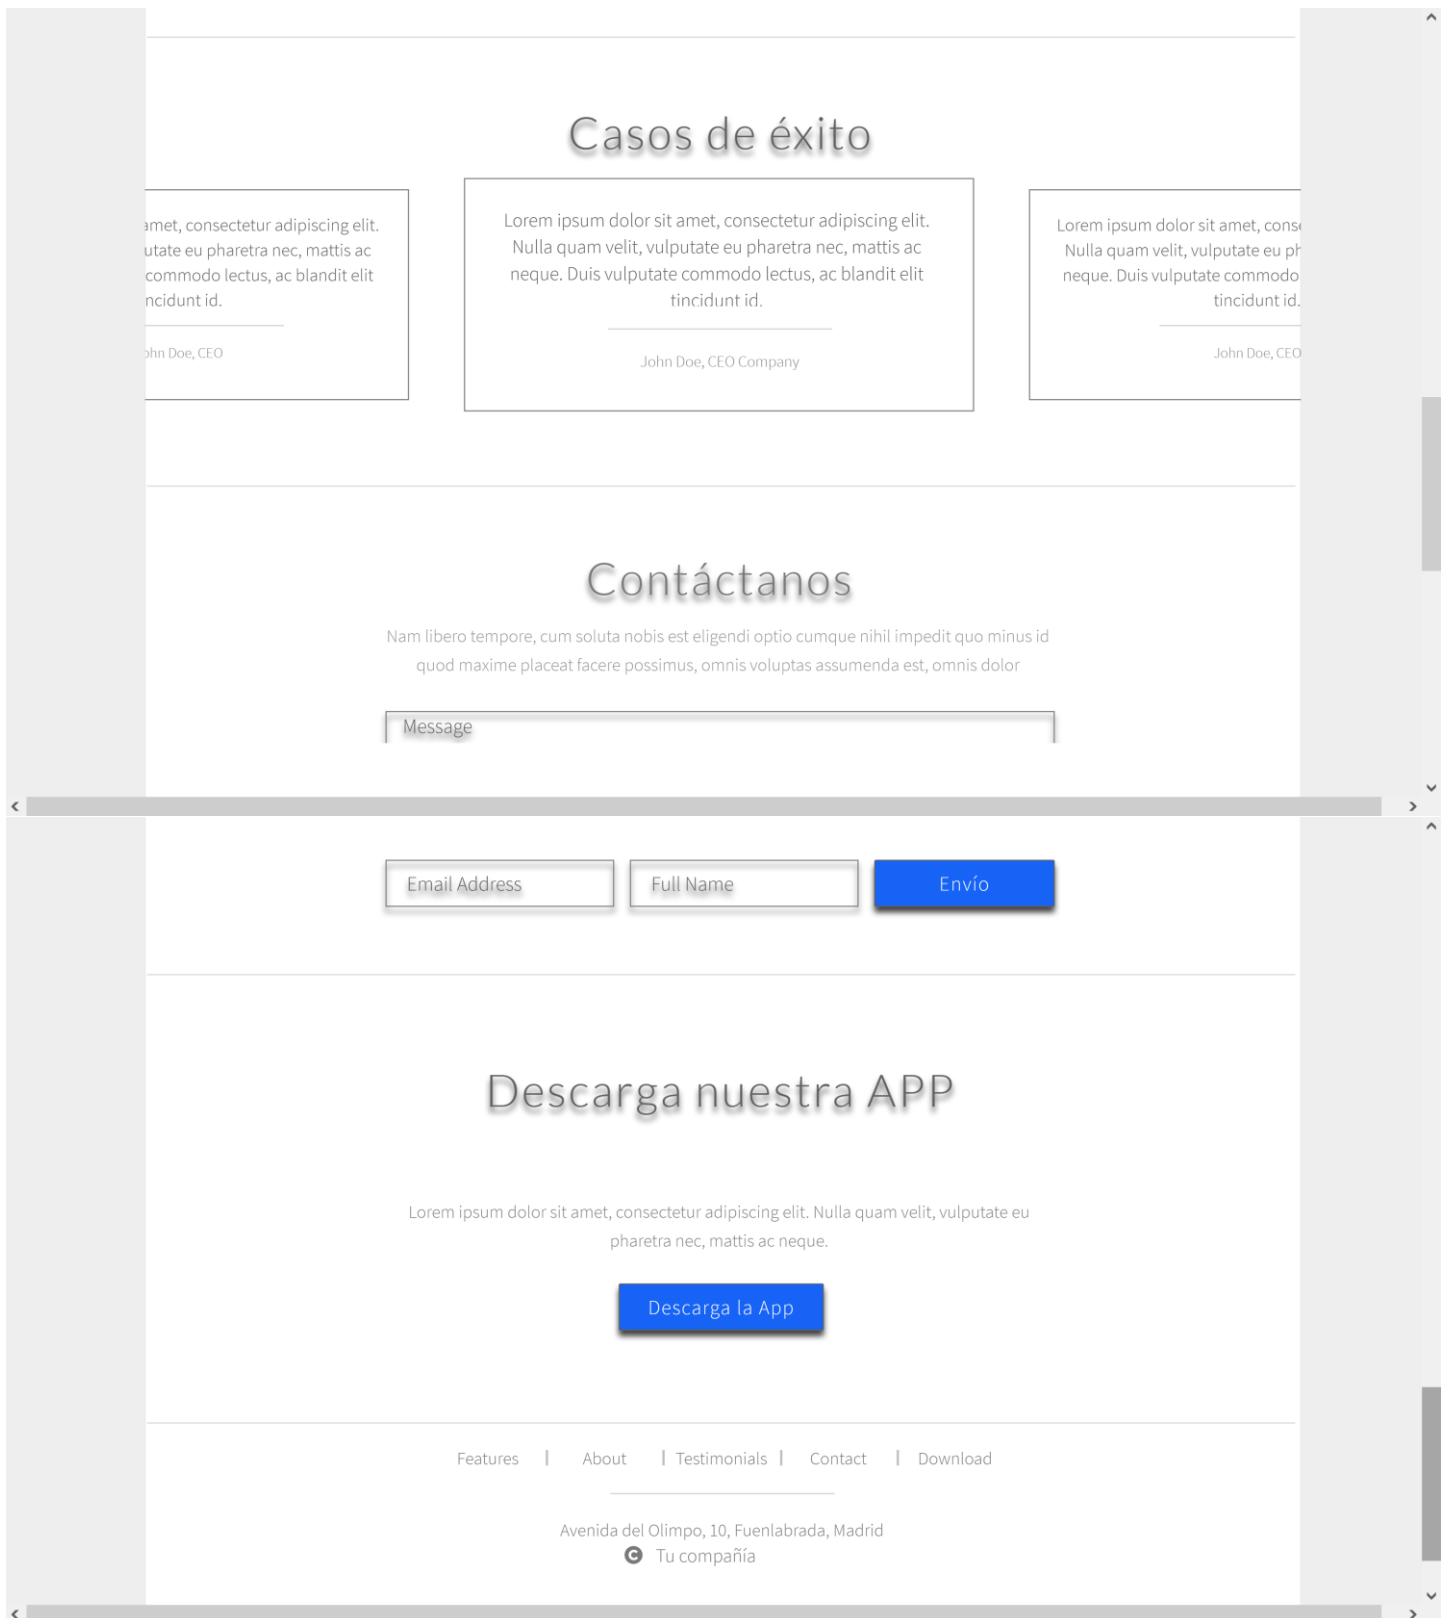 Casos de éxito
amet, consectetur adipiscing elit.
utate eu pharetra nec, mattis ac
commodo lectus, ac blandit elit
ncidunt id.
ohn Doe, CEO
Lorem ipsum dolor sit amet, consectetur adipiscing elit.
Nulla quam velit, vulputate eu pharetra nec, mattis ac
neque. Duis vulputate commodo lectus, ac blandit elit
tincidunt id.
John Doe, CEO Company
Lorem ipsum dolor sit amet, conse
Nulla quam velit, vulputate eu ph
neque. Duis vulputate commodo
tincidunt id.
John Doe, CEO
Contáctanos
Nam libero tempore, cum soluta nobis est eligendi optio cumque nihil impedit quo minus id
quod maxime placeat facere possimus, omnis voluptas assumenda est, omnis dolor
Message
Email Address Full Name Envío
Descarga nuestra APP
Lorem ipsum dolor sit amet, consectetur adipiscing elit. Nulla quam velit, vulputate eu
pharetra nec, mattis ac neque.
Descarga la App
Features | About | Testimonials | Contact | Download
Avenida del Olimpo, 10, Fuenlabrada, Madrid
© Tu compañía